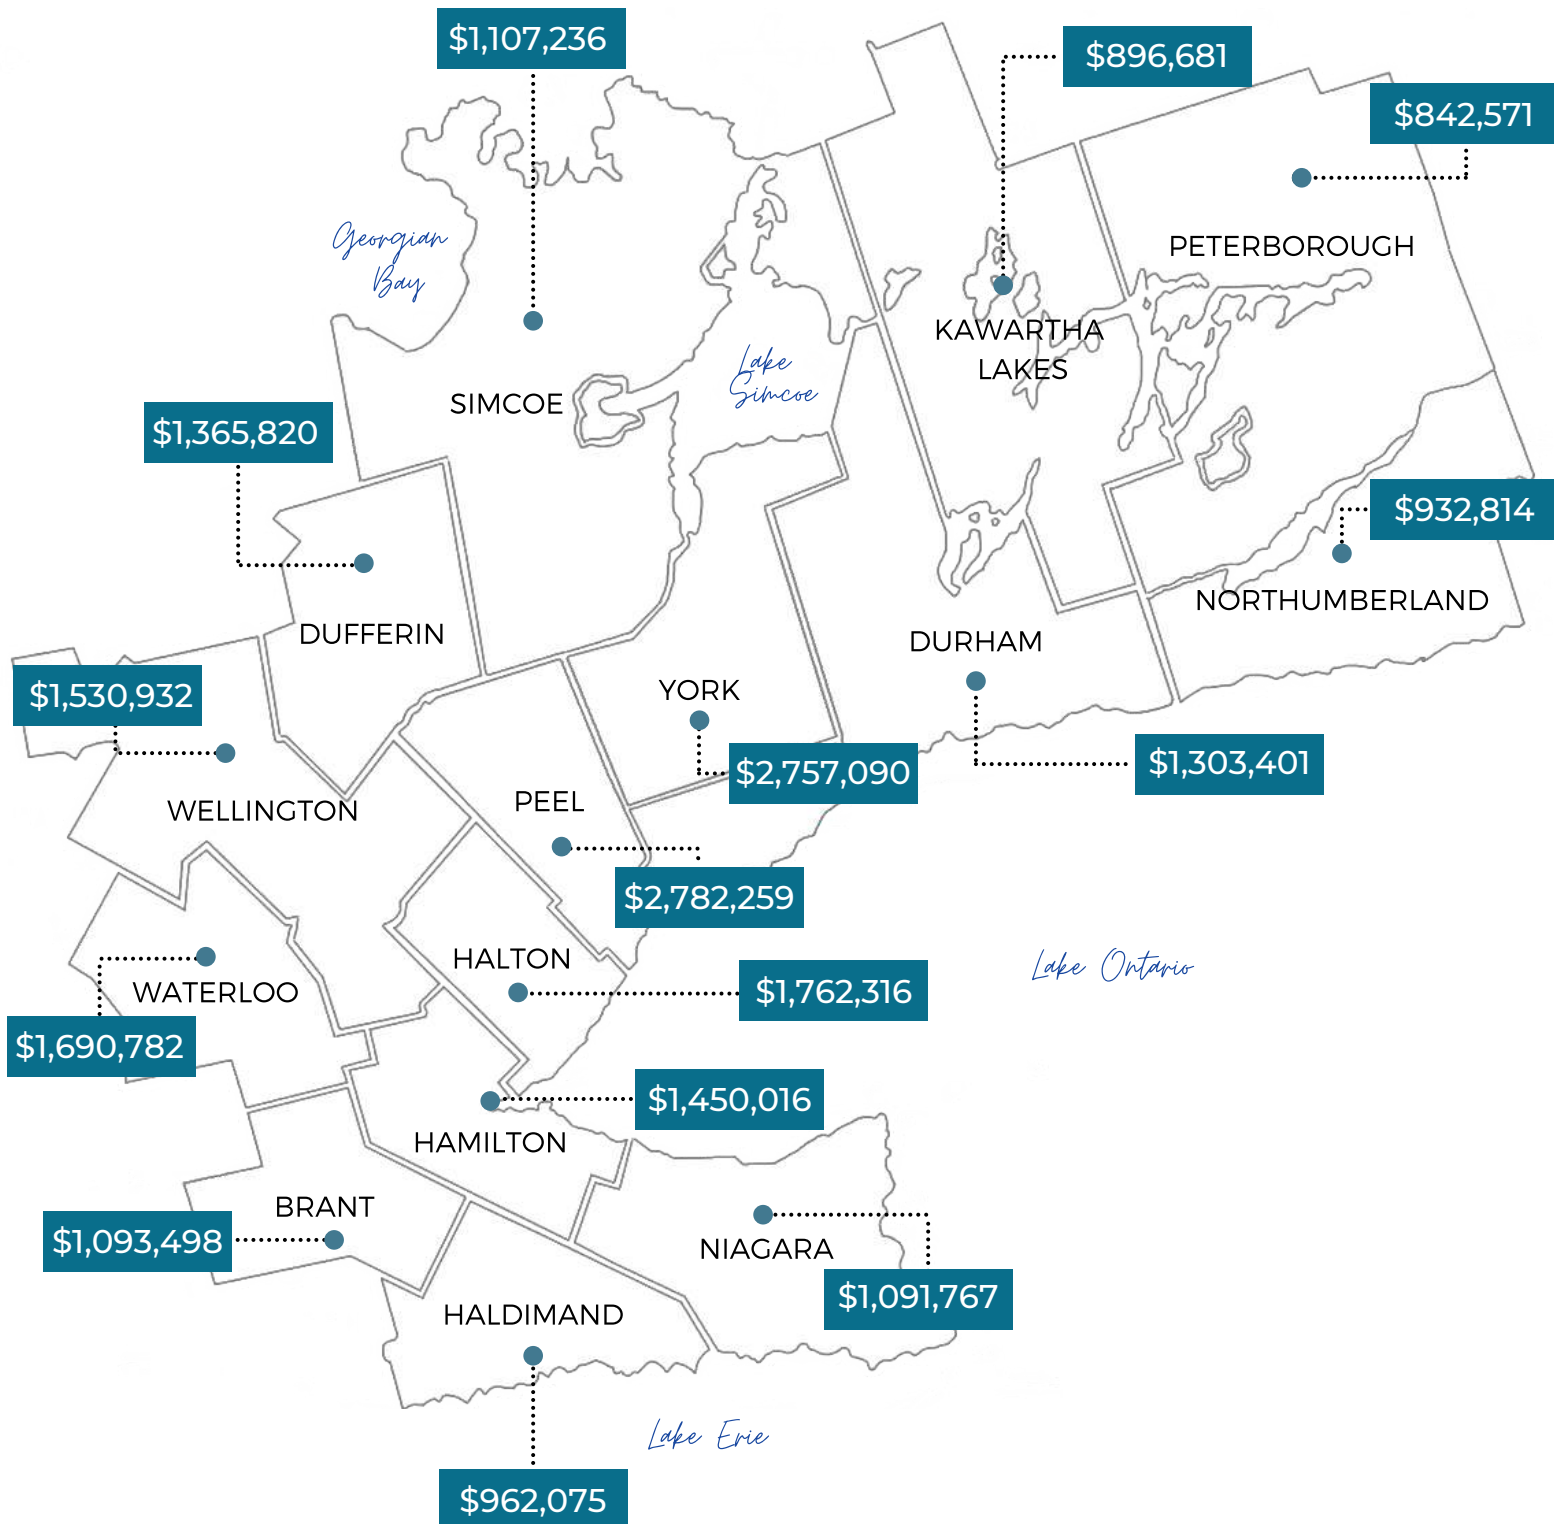 $1,107,236
$896,681
$842,571
Georgian
Bay
PETERBOROUGH
KAWARTHA
LAKES
Lake
Simcoe
SIMCOE
$1,365,820
$932,814
NORTHUMBERLAND
DUFFERIN
DURHAM
$1,530,932
YORK
$2,757,090
$1,303,401
WELLINGTON
PEEL
$2,782,259
HALTON
Lake Ontario
WATERLOO
$1,762,316
$1,690,782
$1,450,016
HAMILTON
BRANT
$1,093,498
NIAGARA
$1,091,767
HALDIMAND
Lake Erie
$962,075